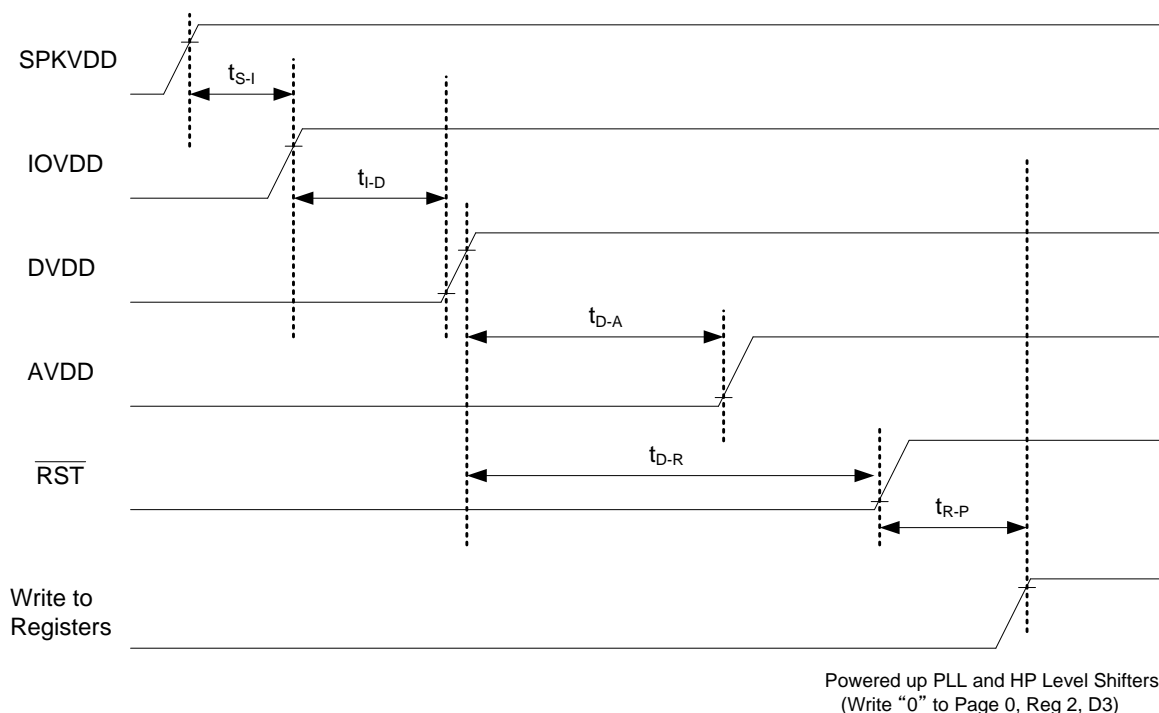 SPKVDD
tS-I
IOVDD
tI-D
DVDD
tD-A
AVDD
tD-R
RST
tR-P
Write to
Registers
Powered up PLL and HP Level Shifters
(Write “0” to Page 0, Reg 2, D3)